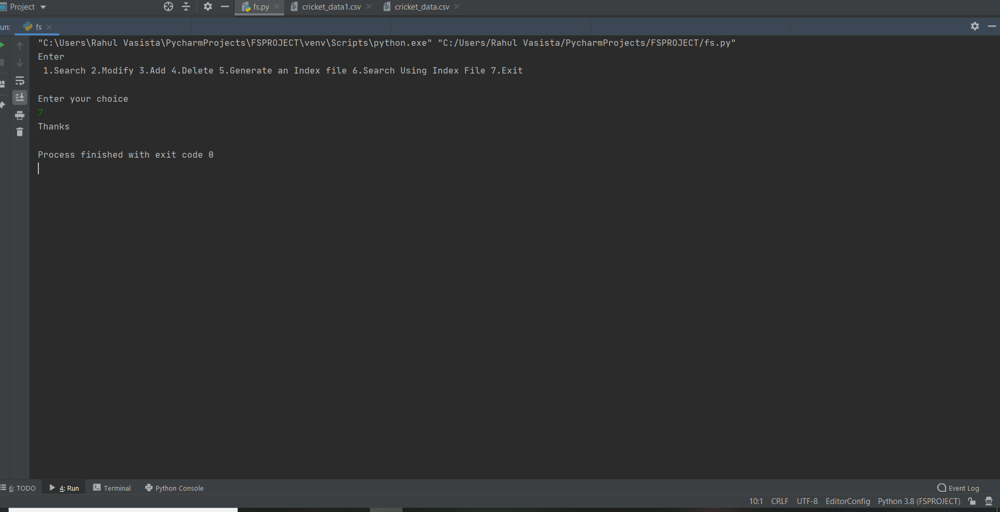 Project fs.py cricket_data1.csv cricket_data.csv
un: fs
"C:\Users\Rahul Vasista\PycharmProjects\FSPROJECT\venv\Scripts\python.exe" "C:/Users/Rahul Vasista/PycharmProjects/FSPROJECT/fs.py"
Enter
1.Search 2.Modify 3.Add 4.Delete 5.Generate an Index file 6.Search Using Index File 7.Exit
Enter your choice
7
Thanks
Process finished with exit code 0
6: TODO 4: Run Terminal Python Console Event Log
10:1 CRLF UTF-8 EditorConfig Python 3.8 (FSPROJECT)